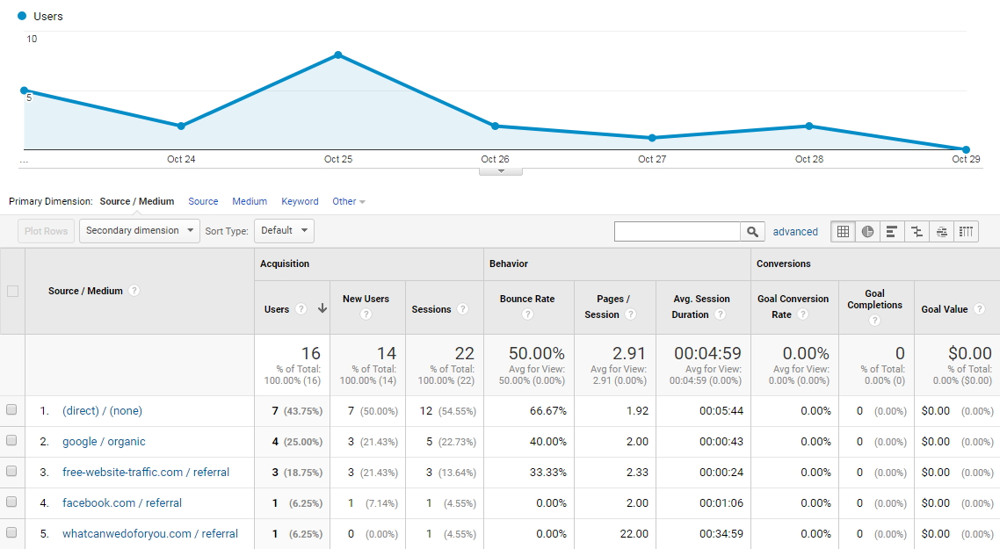 Users
10
5
... Oct 24 Oct 25 Oct 26 Oct 27 Oct 28 Oct 29
Primary Dimension: Source / Medium Source Medium Keyword Other
Plot Rows Secondary dimension Sort Type: Default advanced
Acquisition Behavior Conversions
Source / Medium ? Users ? New Users ? Sessions ? Bounce Rate ? Pages / Session ? Avg. Session Duration ? Goal Conversion Rate ? Goal Completions ? Goal Value ?
16 14 22 50.00% 2.91 00:04:59 0.00% 0 $0.00
% of Total: % of Total: % of Total: Avg for View: Avg for View: Avg for View: Avg for View: % of Total: % of Total:
100.00% (16) 100.00% (14) 100.00% (22) 50.00% (0.00%) 2.91 (0.00%) 00:04:59 (0.00%) 0.00% (0.00%) 0.00% (0) 0.00% ($0.00)
1. (direct) / (none) 7 (43.75%) 7 (50.00%) 12 (54.55%) 66.67% 1.92 00:05:44 0.00% 0 (0.00%) $0.00 (0.00%)
2. google / organic 4 (25.00%) 3 (21.43%) 5 (22.73%) 40.00% 2.00 00:00:43 0.00% 0 (0.00%) $0.00 (0.00%)
3. free-website-traffic.com / referral 3 (18.75%) 3 (21.43%) 3 (13.64%) 33.33% 2.33 00:00:24 0.00% 0 (0.00%) $0.00 (0.00%)
4. facebook.com / referral 1 (6.25%) 1 (7.14%) 1 (4.55%) 0.00% 2.00 00:01:06 0.00% 0 (0.00%) $0.00 (0.00%)
5. whatcanwedoforyou.com / referral 1 (6.25%) 0 (0.00%) 1 (4.55%) 0.00% 22.00 00:34:59 0.00% 0 (0.00%) $0.00 (0.00%)